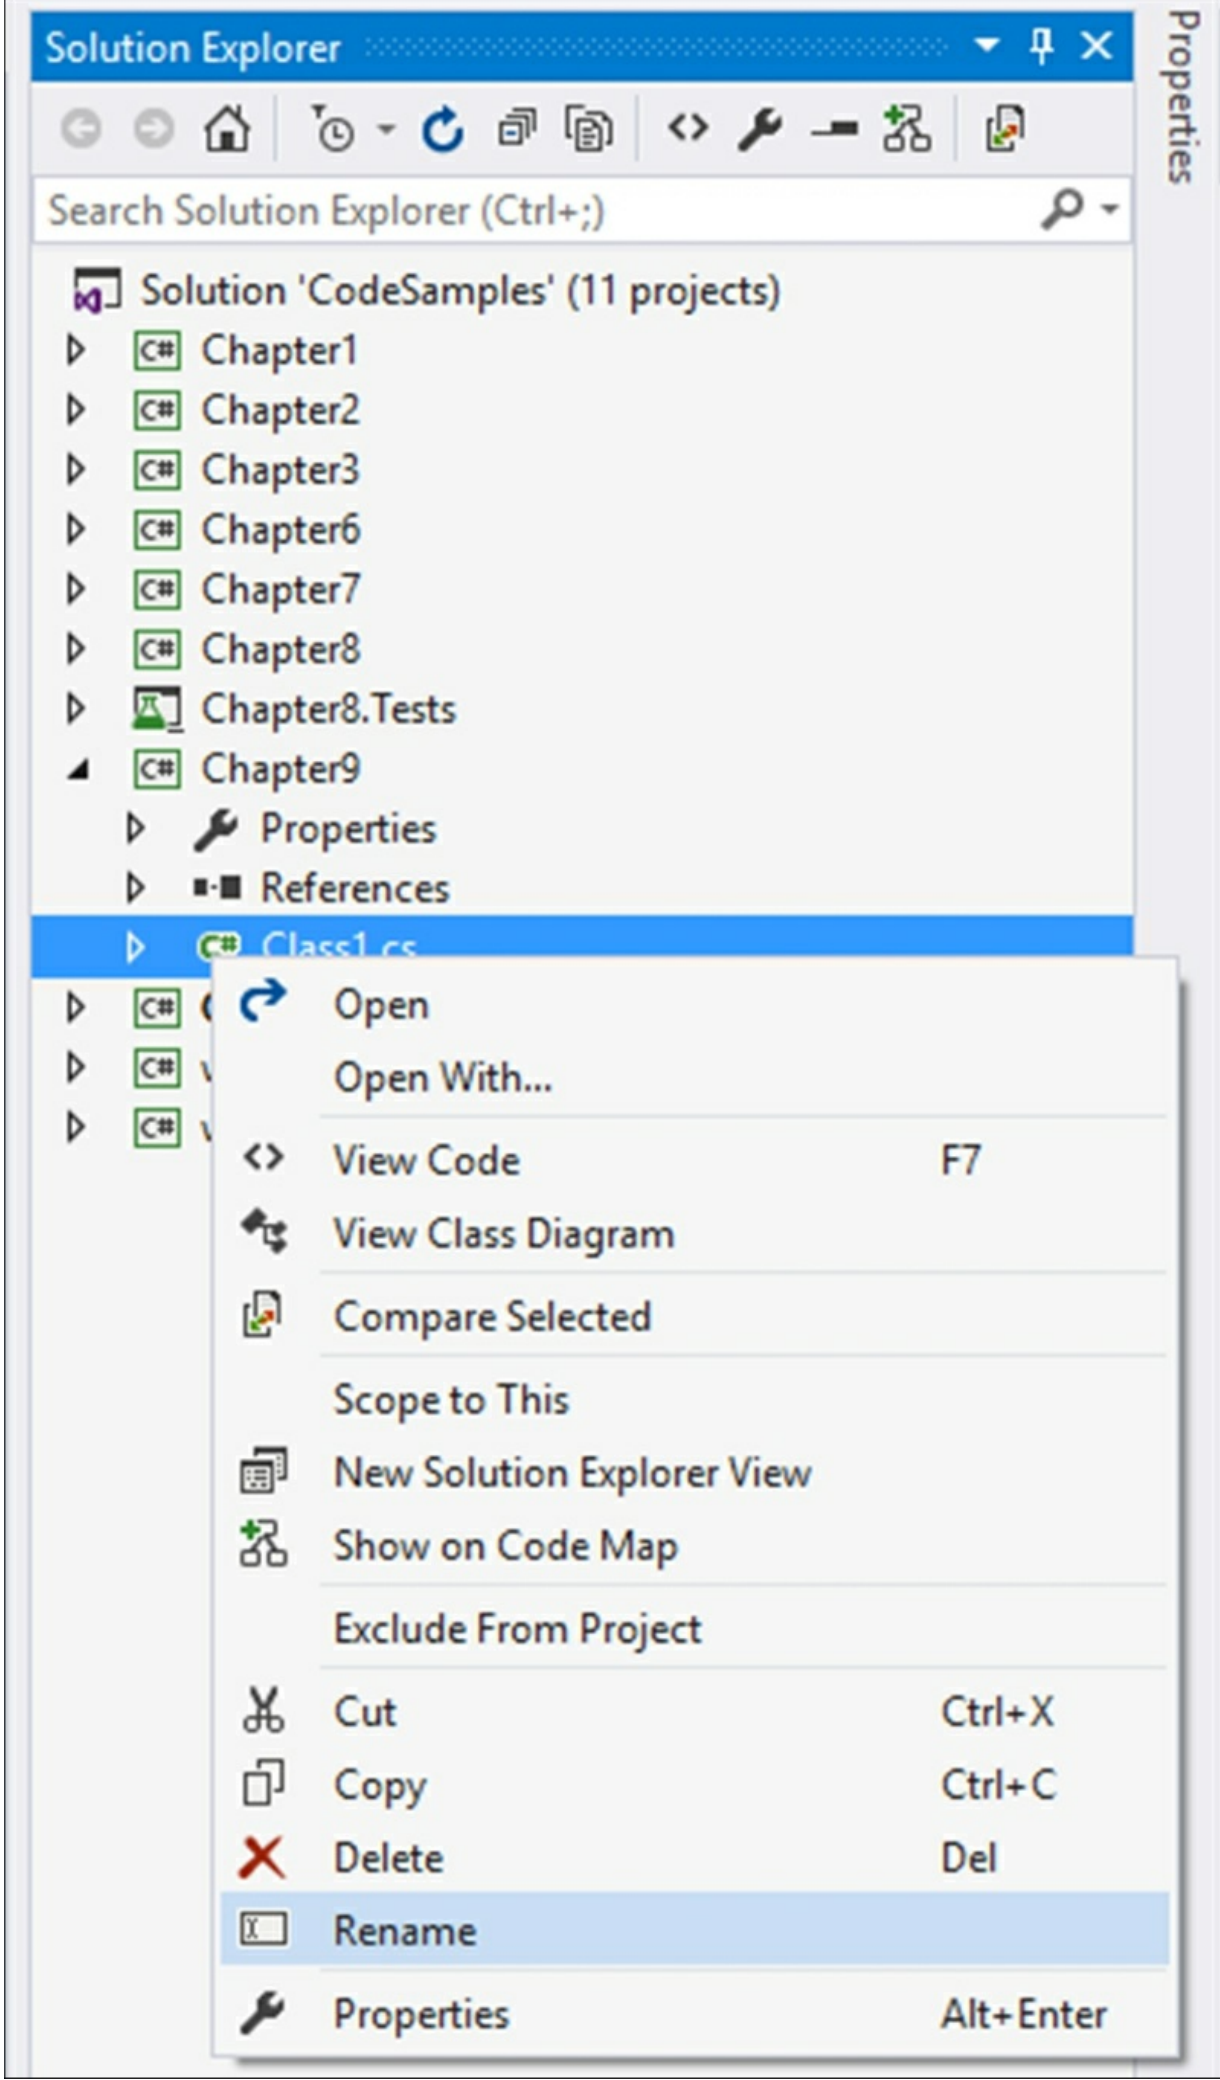 Solution Explorer
Properties
Search Solution Explorer (Ctrl+;)
Solution 'CodeSamples' (11 projects)
C# Chapter1
C# Chapter2
C# Chapter3
C# Chapter6
C# Chapter7
C# Chapter8
Chapter8.Tests
C# Chapter9
Properties
References
C# Class1.cs
C#
C#
C#
Open
Open With...
View Code F7
View Class Diagram
Compare Selected
Scope to This
New Solution Explorer View
Show on Code Map
Exclude From Project
Cut Ctrl+X
Copy Ctrl+C
Delete Del
Rename
Properties Alt+Enter